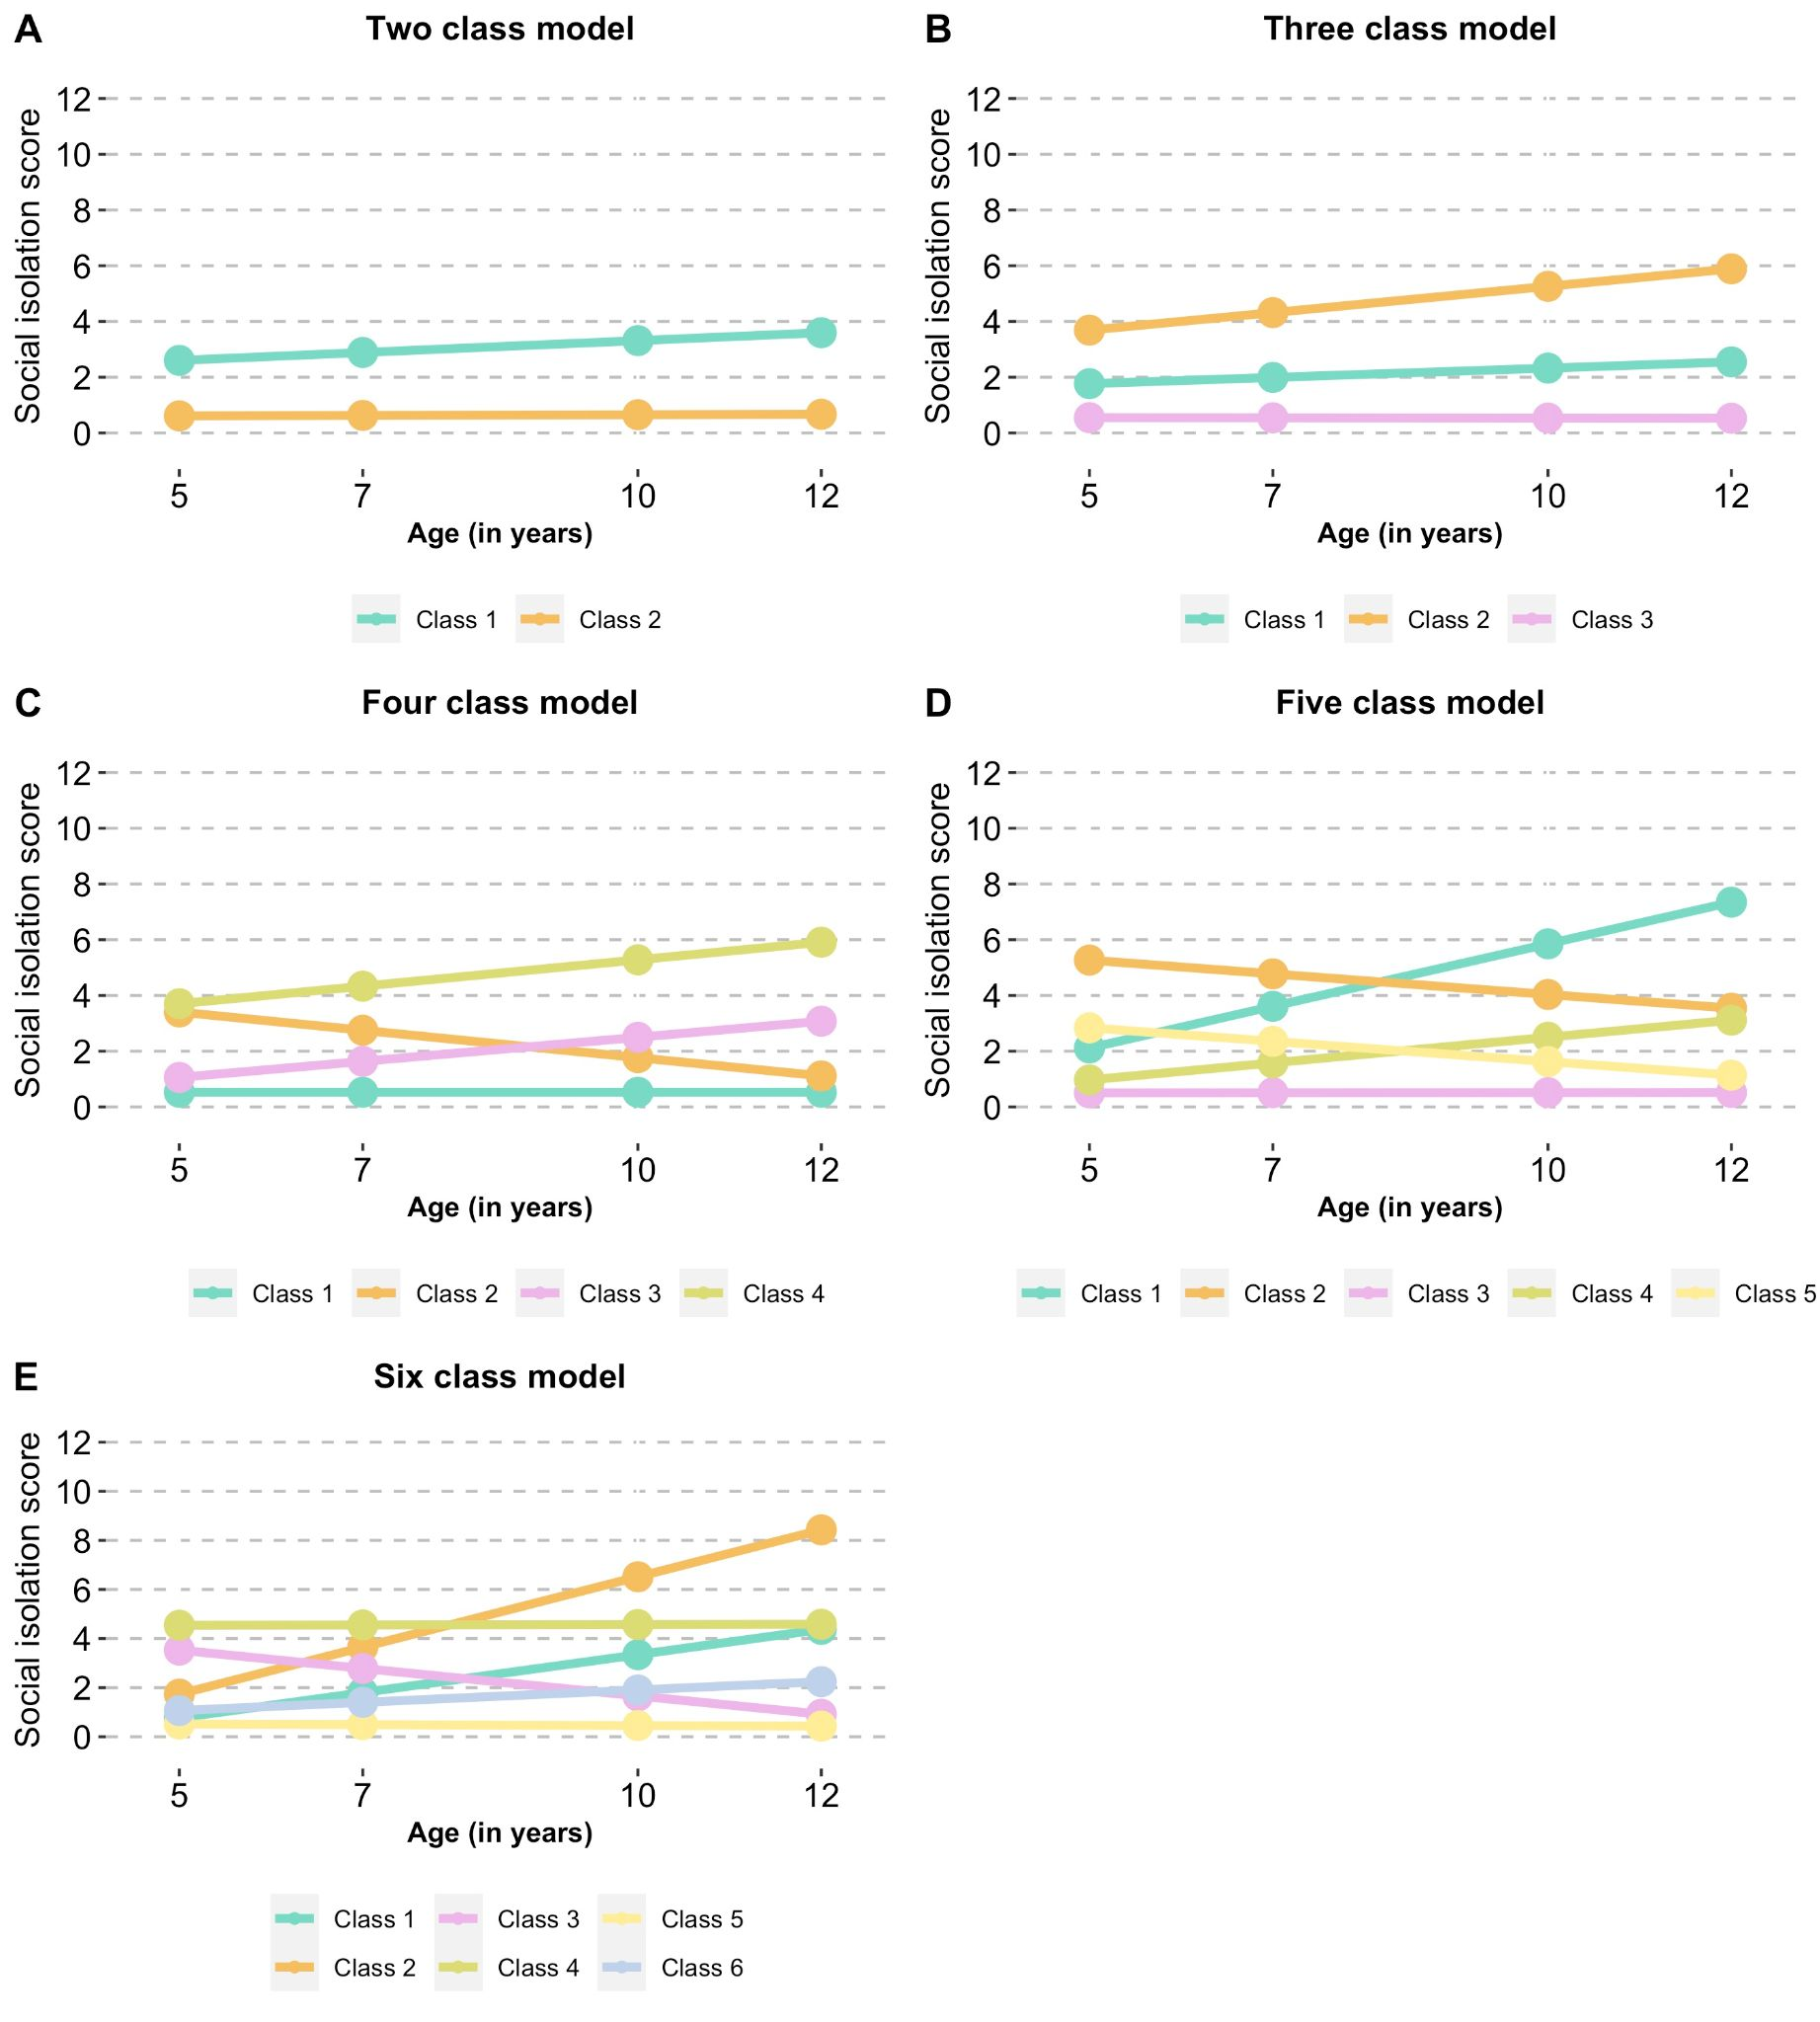 A
Two class model
Social isolation score
12
10
8
6
4
2
0
5 7 10 12
Age (in years)
Class 1 Class 2
B
Three class model
Social isolation score
12
10
8
6
4
2
0
5 7 10 12
Age (in years)
Class 1 Class 2 Class 3
C
Four class model
Social isolation score
12
10
8
6
4
2
0
5 7 10 12
Age (in years)
Class 1 Class 2 Class 3 Class 4
D
Five class model
Social isolation score
12
10
8
6
4
2
0
5 7 10 12
Age (in years)
Class 1 Class 2 Class 3 Class 4 Class 5
E
Six class model
Social isolation score
12
10
8
6
4
2
0
5 7 10 12
Age (in years)
Class 1 Class 3 Class 5
Class 2 Class 4 Class 6